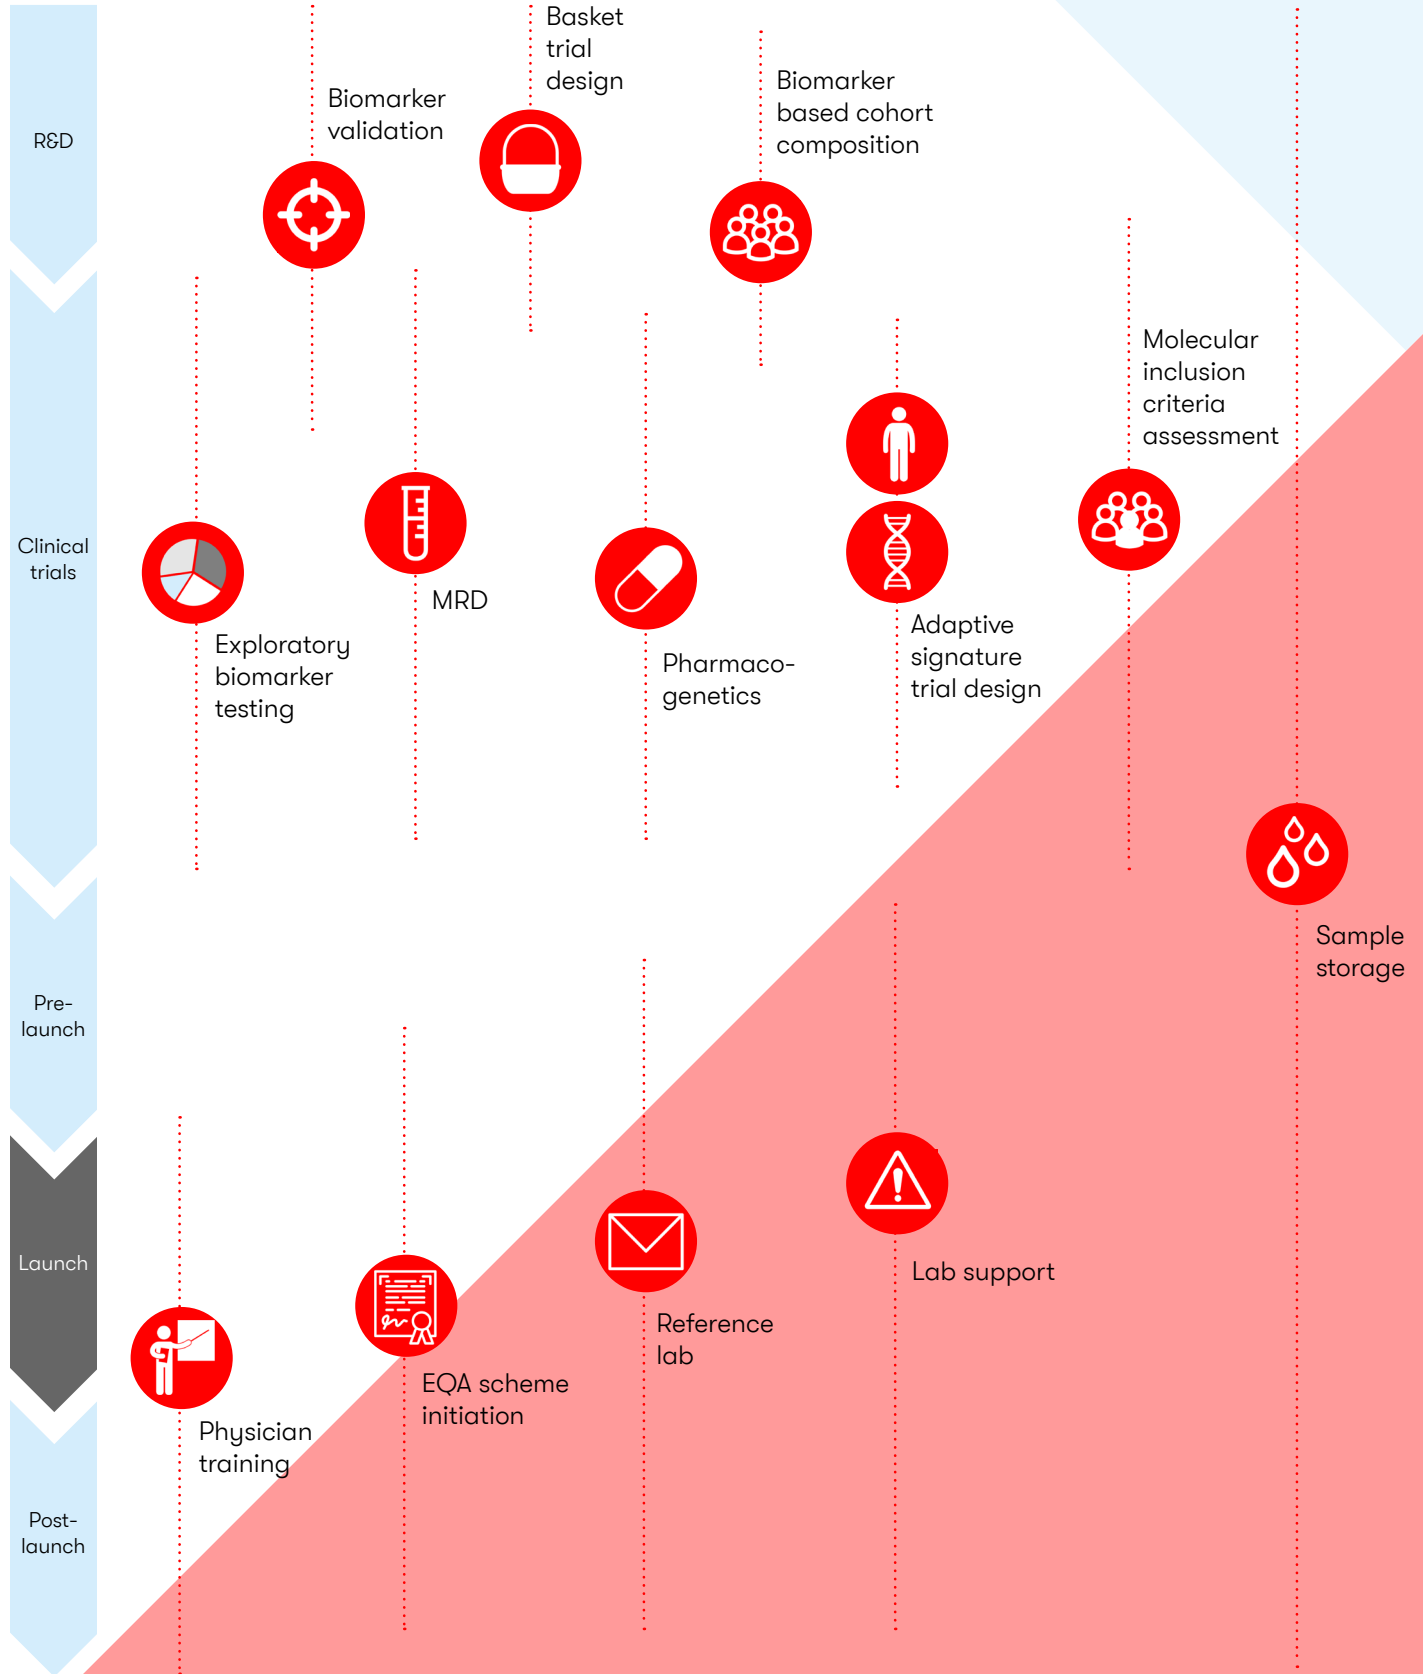 R&D
Biomarker
validation
Basket
trial
design
Biomarker
based cohort
composition
Clinical
trials
Exploratory
biomarker
testing
MRD
Pharmaco-
genetics
Adaptive
signature
trial design
Molecular
inclusion
criteria
assessment
Sample
storage
Pre-
launch
Launch
Physician
training
EQA scheme
initiation
Reference
lab
Lab support
Post-
launch